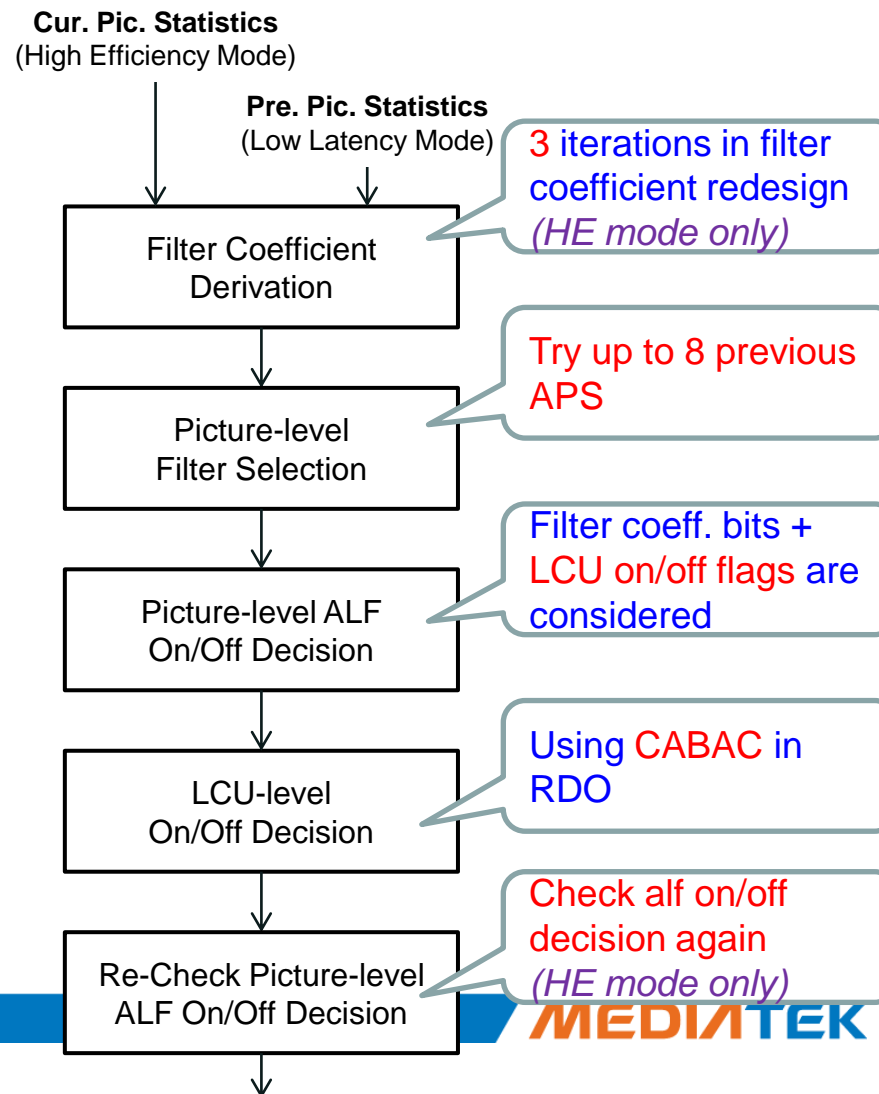 Cur. Pic. Statistics
(High Efficiency Mode)
Pre. Pic. Statistics
(Low Latency Mode)
3 iterations in filter
coefficient redesign
(HE mode only)
Filter Coefficient
Derivation
Try up to 8 previous
APS
Picture-level
Filter Selection
Filter coeff. bits +
LCU on/off flags are
considered
Picture-level ALF
On/Off Decision
Using CABAC in
RDO
LCU-level
On/Off Decision
Check alf on/off
decision again
(HE mode only)
Re-Check Picture-level
ALF On/Off Decision
MEDIATEK